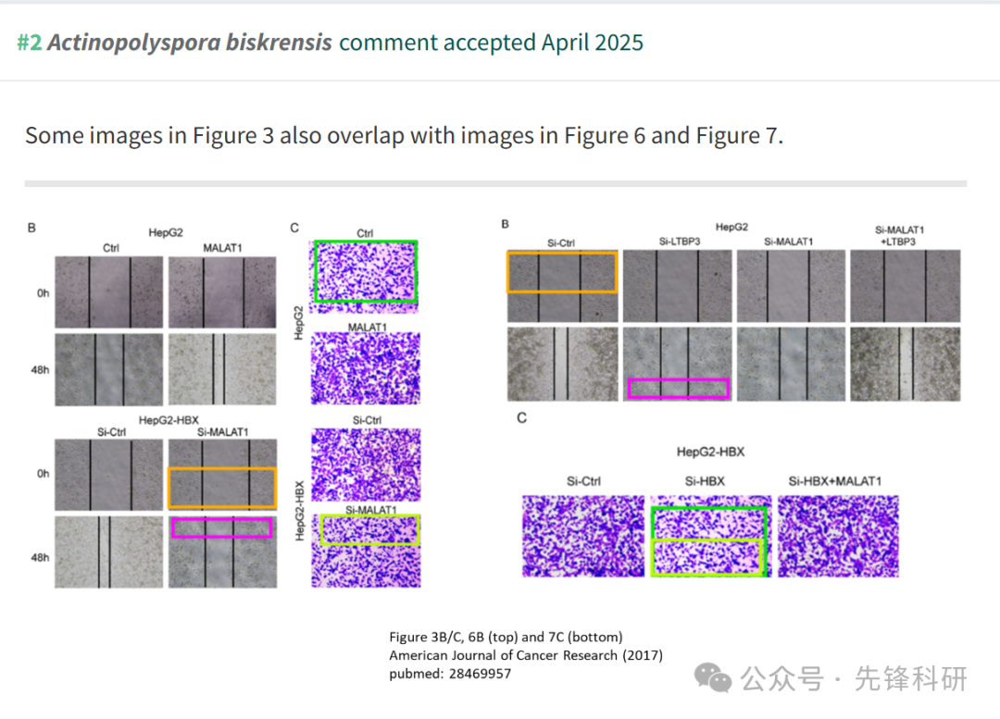 #2 Actinopolyspora biskrensis comment accepted April 2025
Some images in Figure 3 also overlap with images in Figure 6 and Figure 7.
B
HepG2
Ctrl
MALAT1
0h
48h
HepG2-HBX
Si-Ctrl
Si-MALAT1
0h
48h
C
Ctrl
HepG2
MALAT1
Si-Ctrl
HepG2-HBX
Si-MALAT1
B
HepG2
Si-Ctrl
Si-LTBP3
Si-MALAT1
Si-MALAT1
+LTBP3
C
HepG2-HBX
Si-Ctrl
Si-HBX
Si-HBX+MALAT1
Figure 3B/C, 6B (top) and 7C (bottom)
American Journal of Cancer Research (2017)
pubmed: 28469957
公众号 · 先锋科研